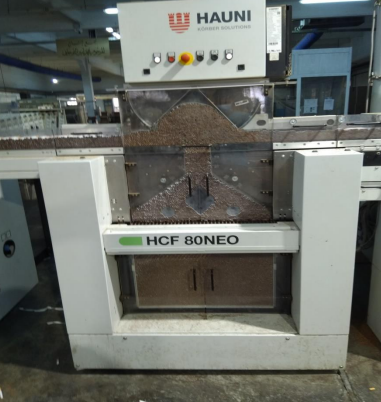 HAUNI
KÖRBER SOLUTIONS
HCF 80NEO